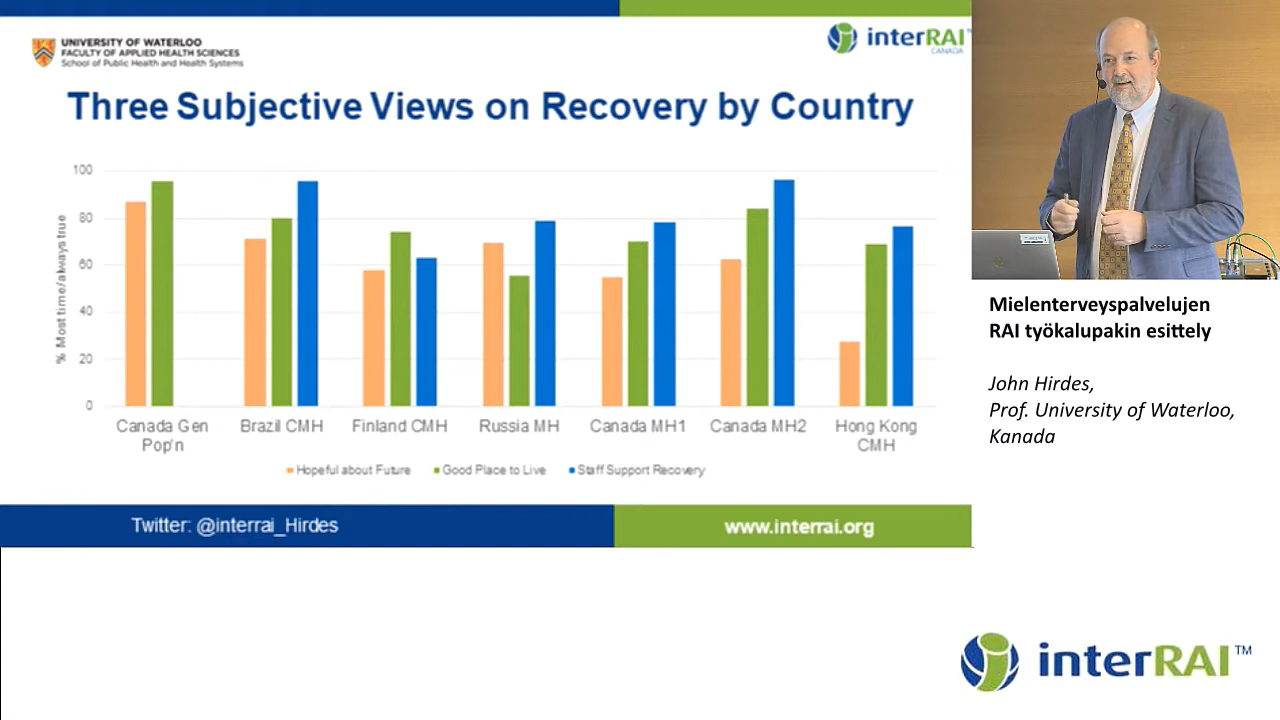 UNIVERSITY OF WATERLOO
FACULTY OF APPLIED HEALTH SCIENCES
School of Public Health and Health Systems
interRAI
CANADA
Three Subjective Views on Recovery by Country
% Most time/always true
100
80
60
40
20
0
Canada Gen Pop'n
Brazil CMH
Finland CMH
Russia MH
Canada MH1
Canada MH2
Hong Kong CMH
Hopeful about Future
Good Place to Live
Staff Support Recovery
Twitter: @interrai_Hirdes
www.interrai.org
Mielenterveyspalvelujen
RAI työkalupakin esittely
John Hirdes,
Prof. University of Waterloo,
Kanada
interRAI™